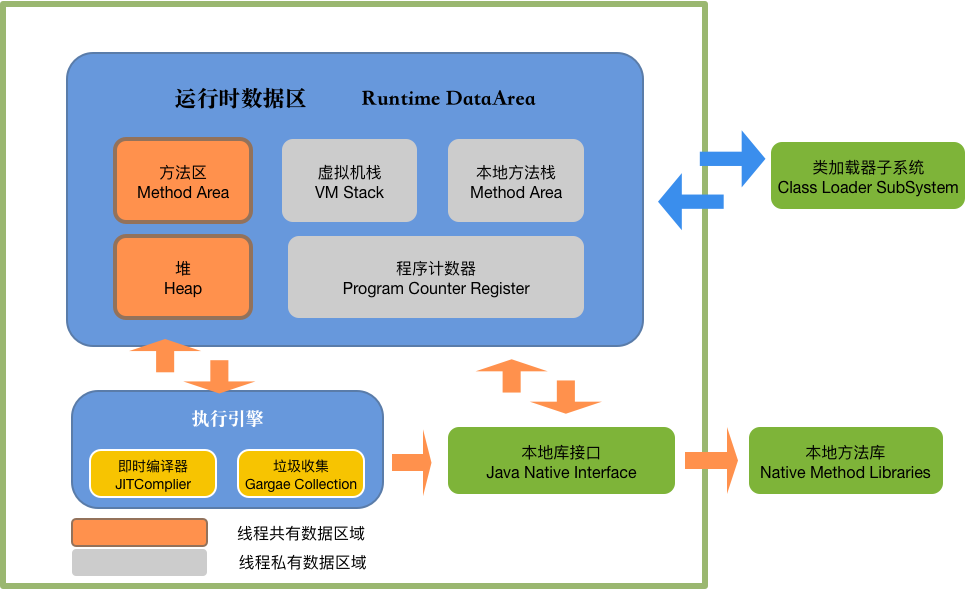 运行时数据区 Runtime DataArea
方法区
Method Area
虚拟机栈
VM Stack
本地方法栈
Method Area
堆
Heap
程序计数器
Program Counter Register
类加载器子系统
Class Loader SubSystem
执行引擎
即时编译器
JITComplier
垃圾收集
Gargae Collection
本地库接口
Java Native Interface
本地方法库
Native Method Libraries
线程共有数据区域
线程私有数据区域